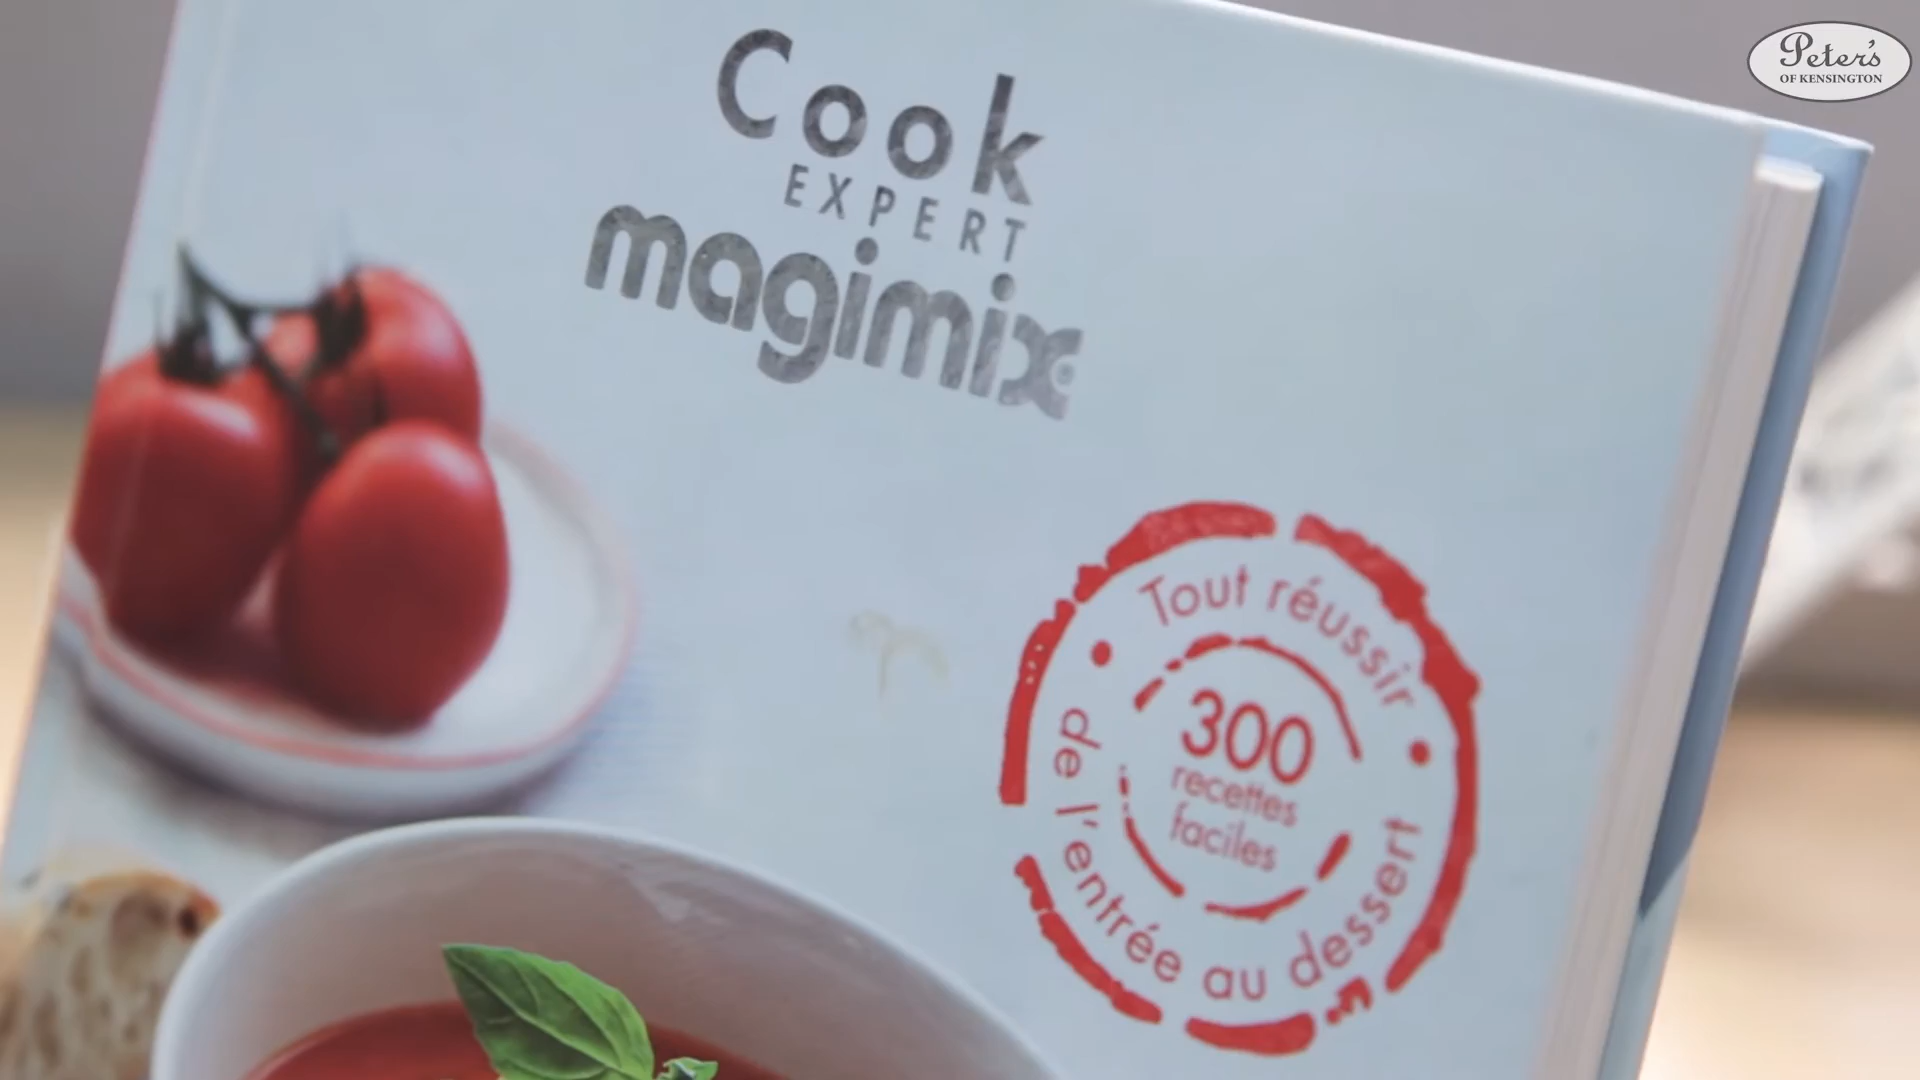 Peter's
OF KENSINGTON
Cook
EXPERT
magimix
Tout réussir
de l'entrée au dessert
300
recettes
faciles